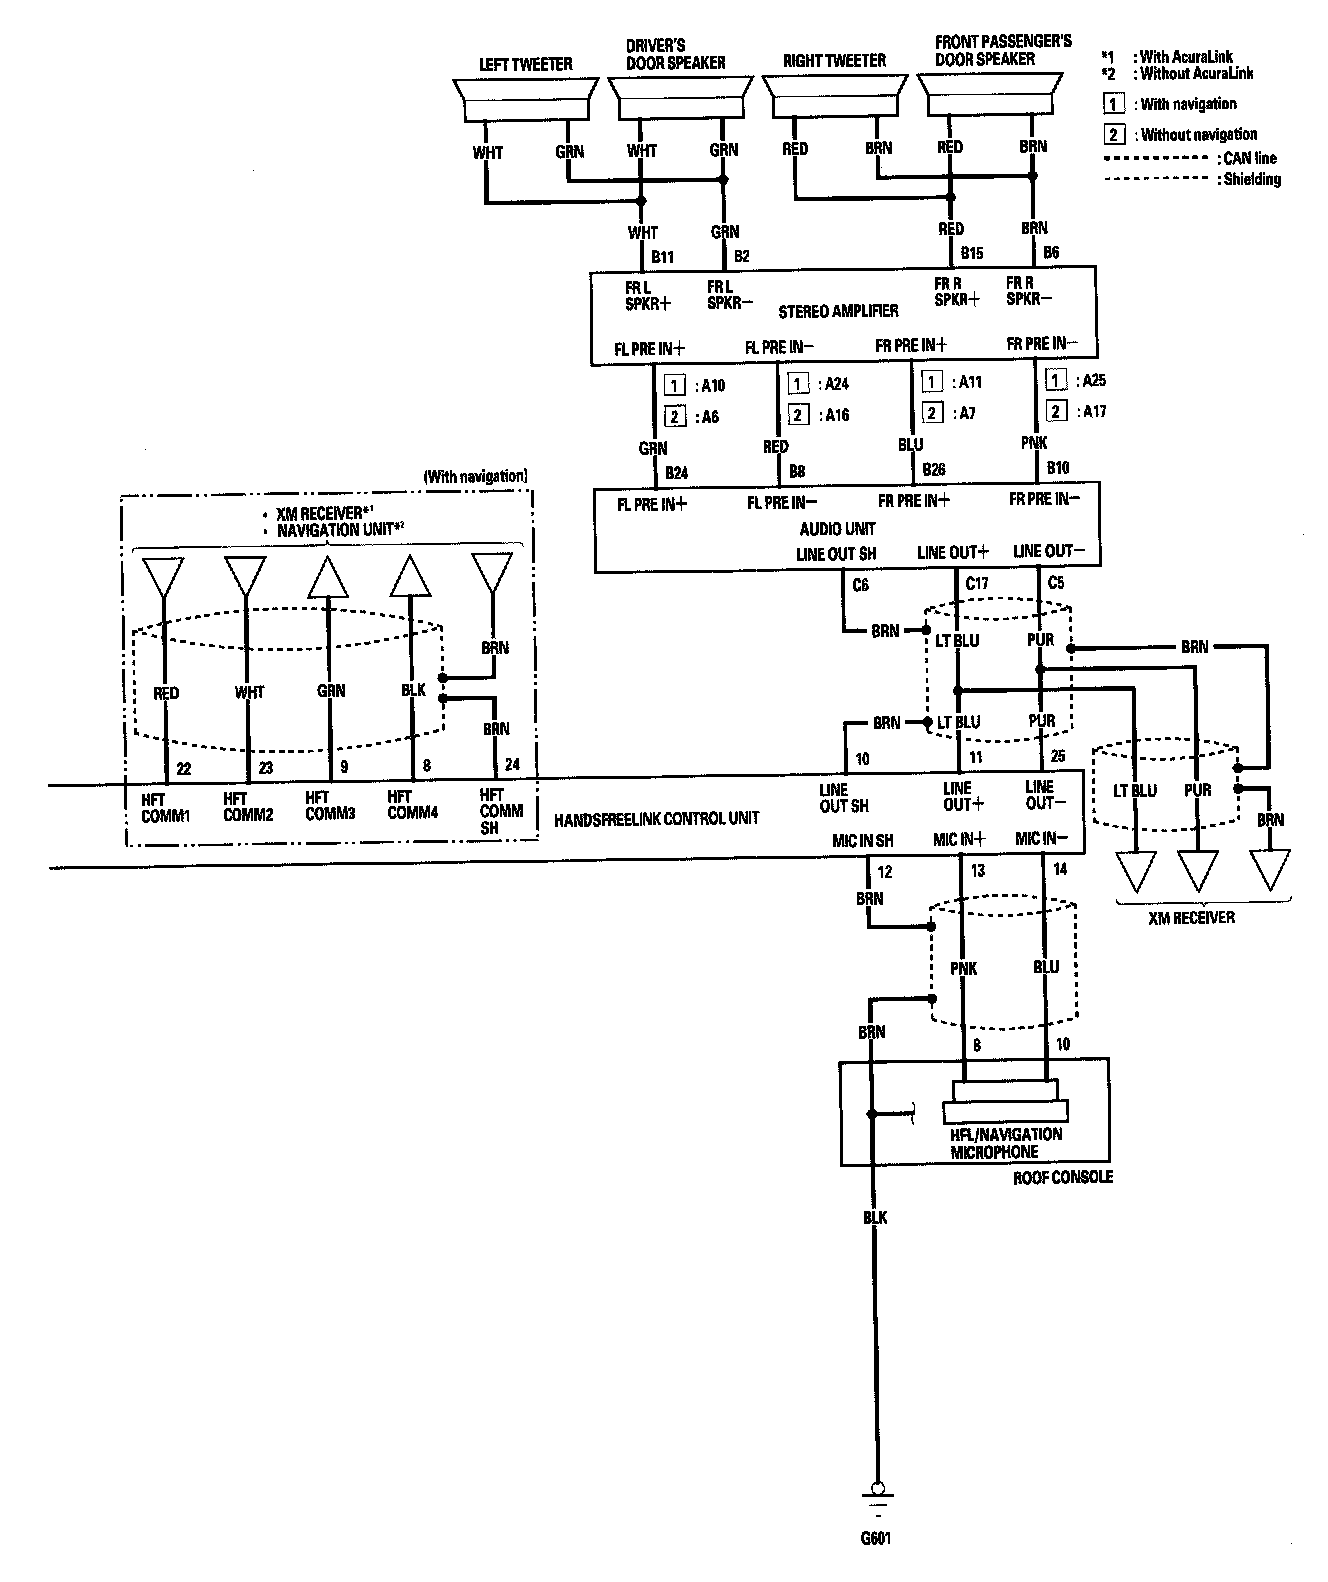 LEFT TWEETER
DRIVER'S
DOOR SPEAKER
RIGHT TWEETER
FRONT PASSENGER'S
DOOR SPEAKER
*1 : With AcuraLink
*2 : Without AcuraLink
1 : With navigation
2 : Without navigation
: CAN line
: Shielding
WHT GRN WHT GRN RED BRN RED BRN
WHT GRN RED BRN
B11 B2 B15 B6
FR L
SPKR+
FR L
SPKR−
FR R
SPKR+
FR R
SPKR−
STEREO AMPLIFIER
FL PRE IN+ FL PRE IN− FR PRE IN+ FR PRE IN−
1 : A10 1 : A24 1 : A11 1 : A25
2 : A6 2 : A16 2 : A7 2 : A17
GRN RED BLU PNK
B24 B8 B26 B10
FL PRE IN+ FL PRE IN− FR PRE IN+ FR PRE IN−
AUDIO UNIT
LINE OUT SH LINE OUT+ LINE OUT−
C6 C17 C5
(With navigation)
• XM RECEIVER*1
• NAVIGATION UNIT*2
BRN LT BLU PUR BRN
BRN
RED WHT GRN BLK
BRN
BRN LT BLU PUR
22 23 9 8 24
10 11 25
LT BLU PUR
BRN
HFT
COMM1
HFT
COMM2
HFT
COMM3
HFT
COMM4
HFT
COMM
SH
HANDSFREELINK CONTROL UNIT
LINE
OUT SH
LINE
OUT+
LINE
OUT−
MIC IN SH MIC IN+ MIC IN−
12 13 14
XM RECEIVER
BRN
PNK BLU
BRN
8 10
HFL/NAVIGATION
MICROPHONE
ROOF CONSOLE
BLK
G601